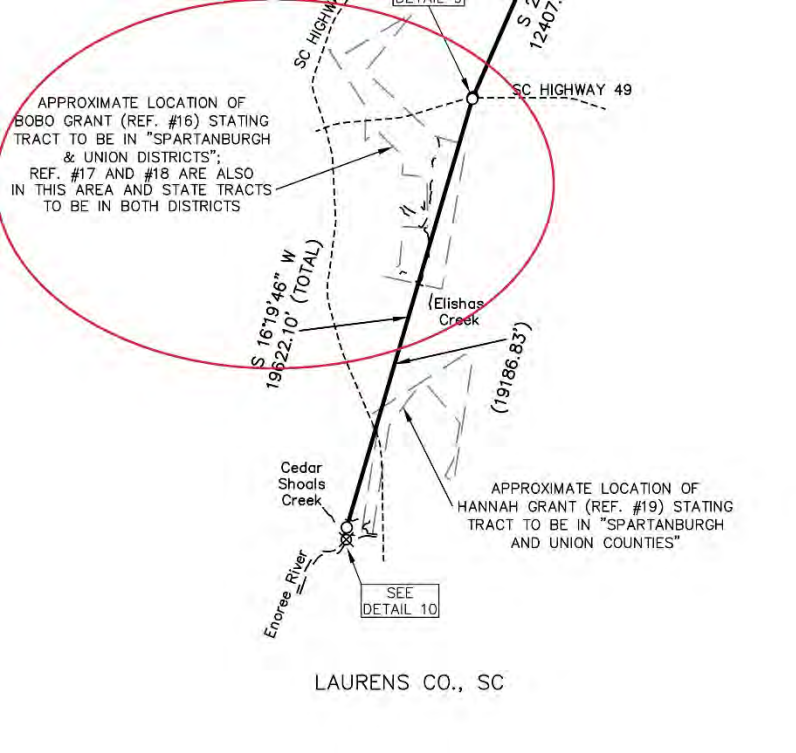 DETAIL 9
S 2
12407.
SC HIGHWA
SC HIGHWAY 49
APPROXIMATE LOCATION OF
BOBO GRANT (REF. #16) STATING
TRACT TO BE IN "SPARTANBURGH
& UNION DISTRICTS";
REF. #17 AND #18 ARE ALSO
IN THIS AREA AND STATE TRACTS
TO BE IN BOTH DISTRICTS
S 16°19'46" W
19622.10' (TOTAL)
Elishas
Creek
(19186.83')
Cedar
Shoals
Creek
APPROXIMATE LOCATION OF
HANNAH GRANT (REF. #19) STATING
TRACT TO BE IN "SPARTANBURGH
AND UNION COUNTIES"
Enoree River
SEE
DETAIL 10
LAURENS CO., SC